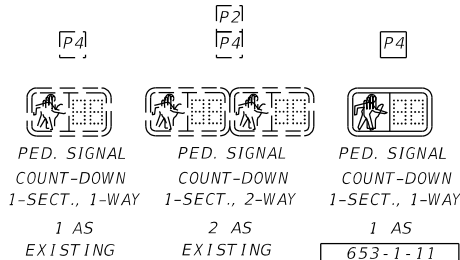 P2
P4
P4
P4
PED. SIGNAL
COUNT-DOWN
1-SECT., 1-WAY
1 AS
EXISTING
PED. SIGNAL
COUNT-DOWN
1-SECT., 2-WAY
2 AS
EXISTING
PED. SIGNAL
COUNT-DOWN
1-SECT., 1-WAY
1 AS
653-1-11